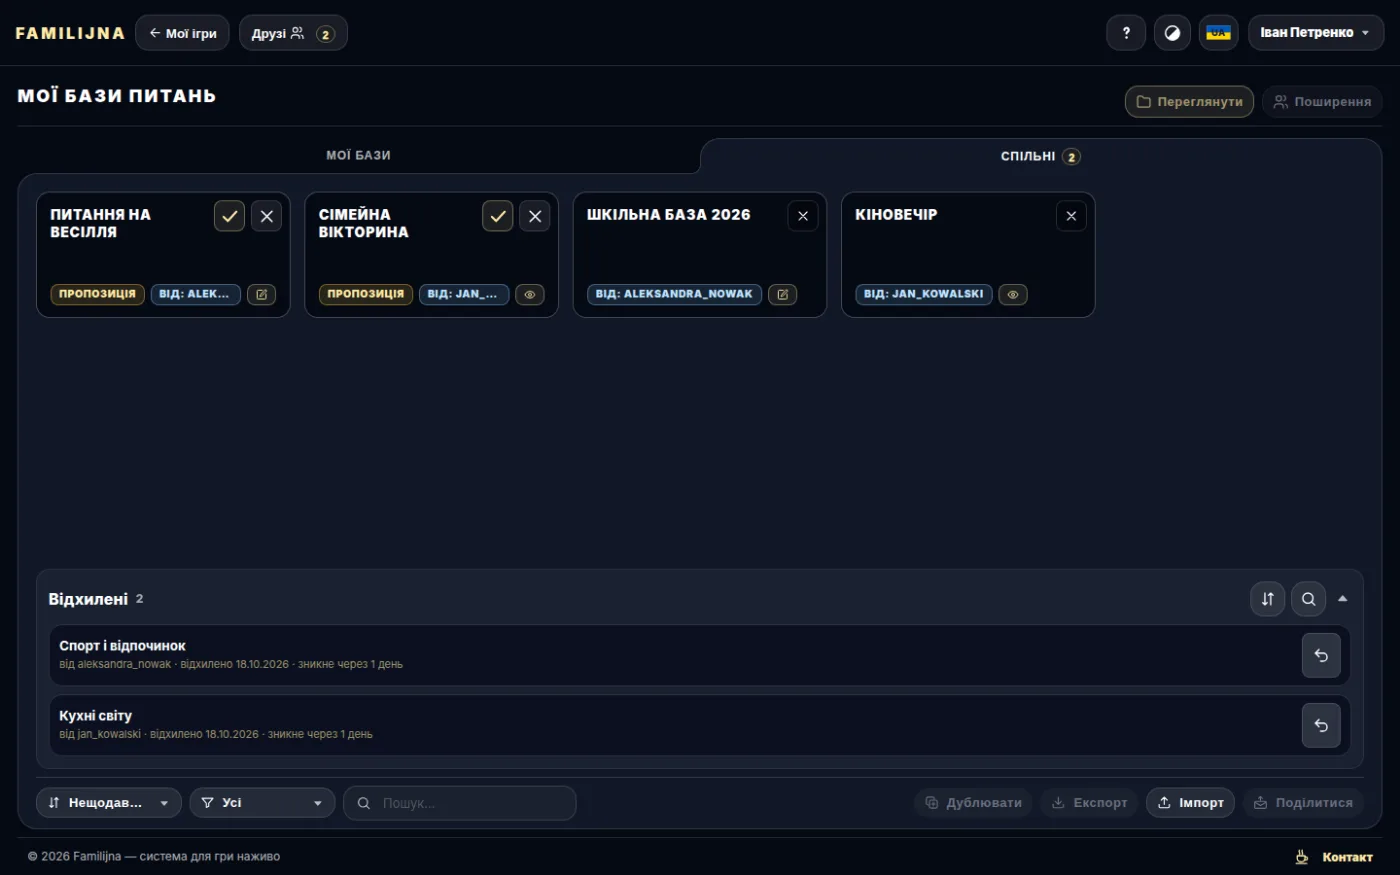 FAMILIJNA
← Мої ігри
Друзі 2
?
UA
Іван Петренко
МОЇ БАЗИ ПИТАНЬ
Переглянути
Поширення
МОЇ БАЗИ
СПІЛЬНІ 2
ПИТАННЯ НА
ВЕСІЛЛЯ
ПРОПОЗИЦІЯ
ВІД: ALEK...
СІМЕЙНА
ВІКТОРИНА
ПРОПОЗИЦІЯ
ВІД: JAN_...
ШКІЛЬНА БАЗА 2026
ВІД: ALEKSANDRA_NOWAK
КІНОВЕЧІР
ВІД: JAN_KOWALSKI
Відхилені 2
Спорт і відпочинок
від aleksandra_nowak · відхилено 18.10.2026 · зникне через 1 день
Кухні світу
від jan_kowalski · відхилено 18.10.2026 · зникне через 1 день
Нещодав...
Усі
Пошук...
Дублювати
Експорт
Імпорт
Поділитися
© 2026 Familijna — система для гри наживо
Контакт